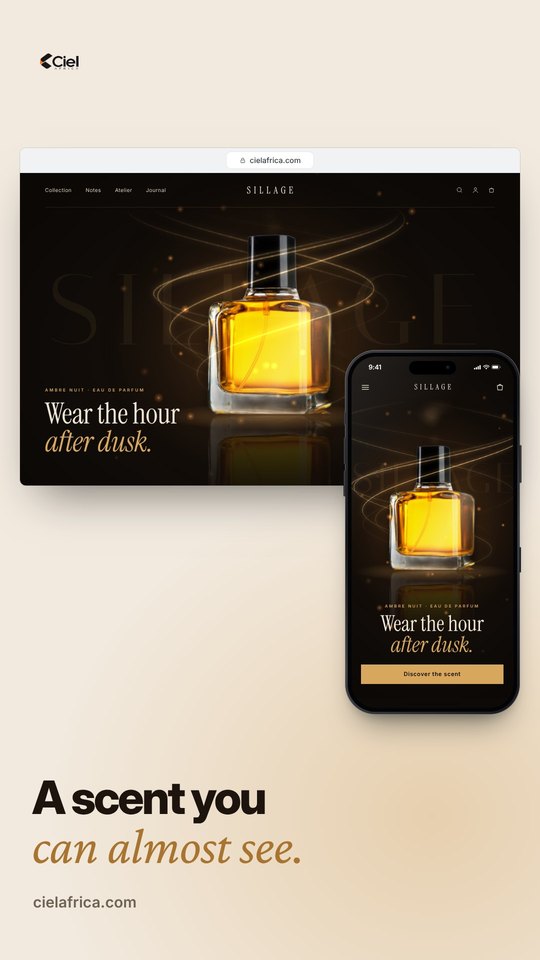 Ciel
AFRICA
cielafrica.com
Collection Notes Atelier Journal
SILLAGE
SILLAGE
AMBRE NUIT · EAU DE PARFUM
Wear the hour
after dusk.
9:41
SILLAGE
SILLAGE
AMBRE NUIT · EAU DE PARFUM
Wear the hour
after dusk.
Discover the scent
A scent you
can almost see.
cielafrica.com